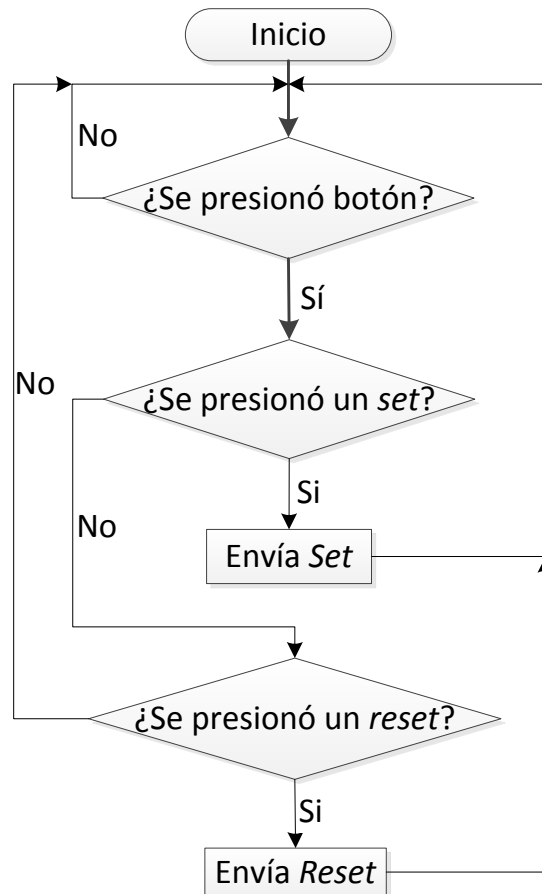 Inicio
No
¿Se presionó botón?
Sí
No
¿Se presionó un set?
Si
No
Envía Set
¿Se presionó un reset?
Si
Envía Reset